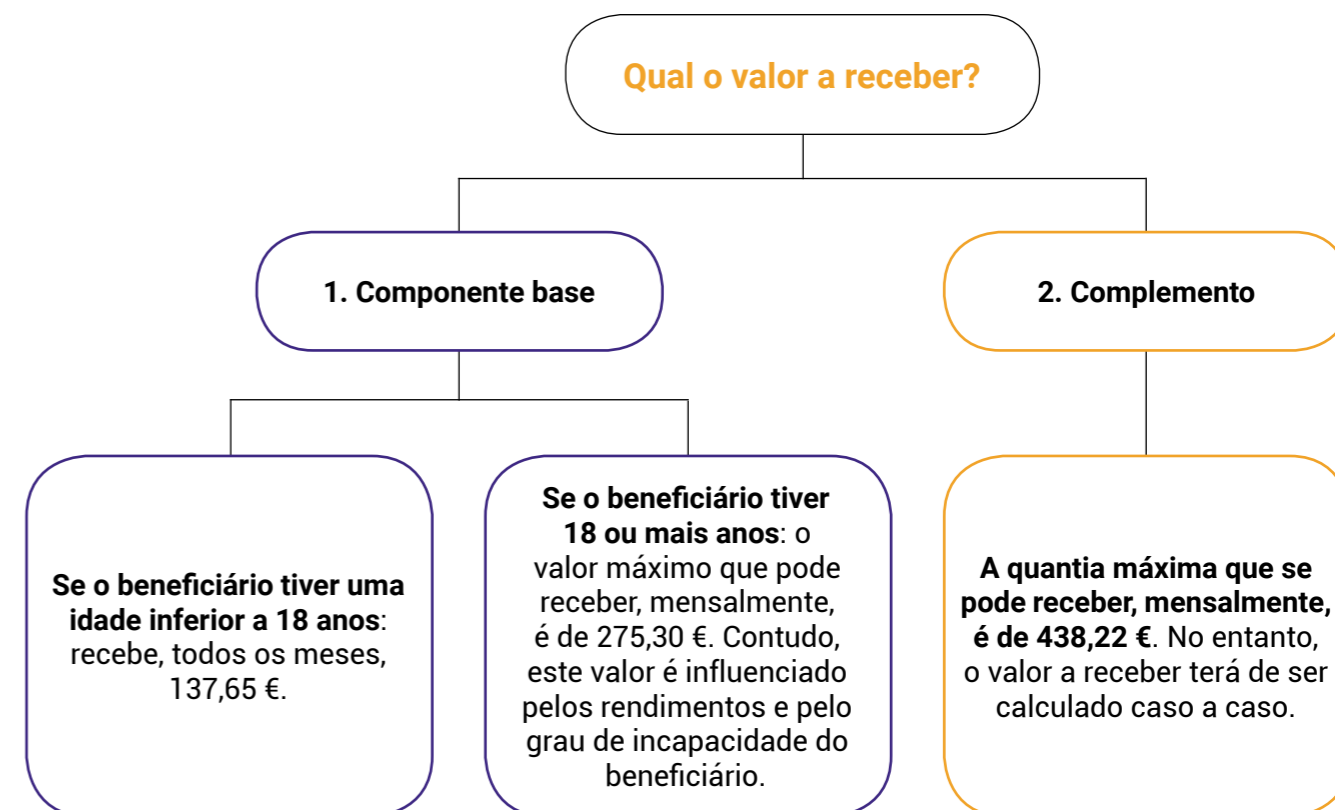 Qual o valor a receber?
1. Componente base
2. Complemento
Se o beneficiário tiver uma
idade inferior a 18 anos:
recebe, todos os meses,
137,65 €.
Se o beneficiário tiver
18 ou mais anos: o
valor máximo que pode
receber, mensalmente,
é de 275,30 €. Contudo,
este valor é influenciado
pelos rendimentos e pelo
grau de incapacidade do
beneficiário.
A quantia máxima que se
pode receber, mensalmente,
é de 438,22 €. No entanto,
o valor a receber terá de ser
calculado caso a caso.